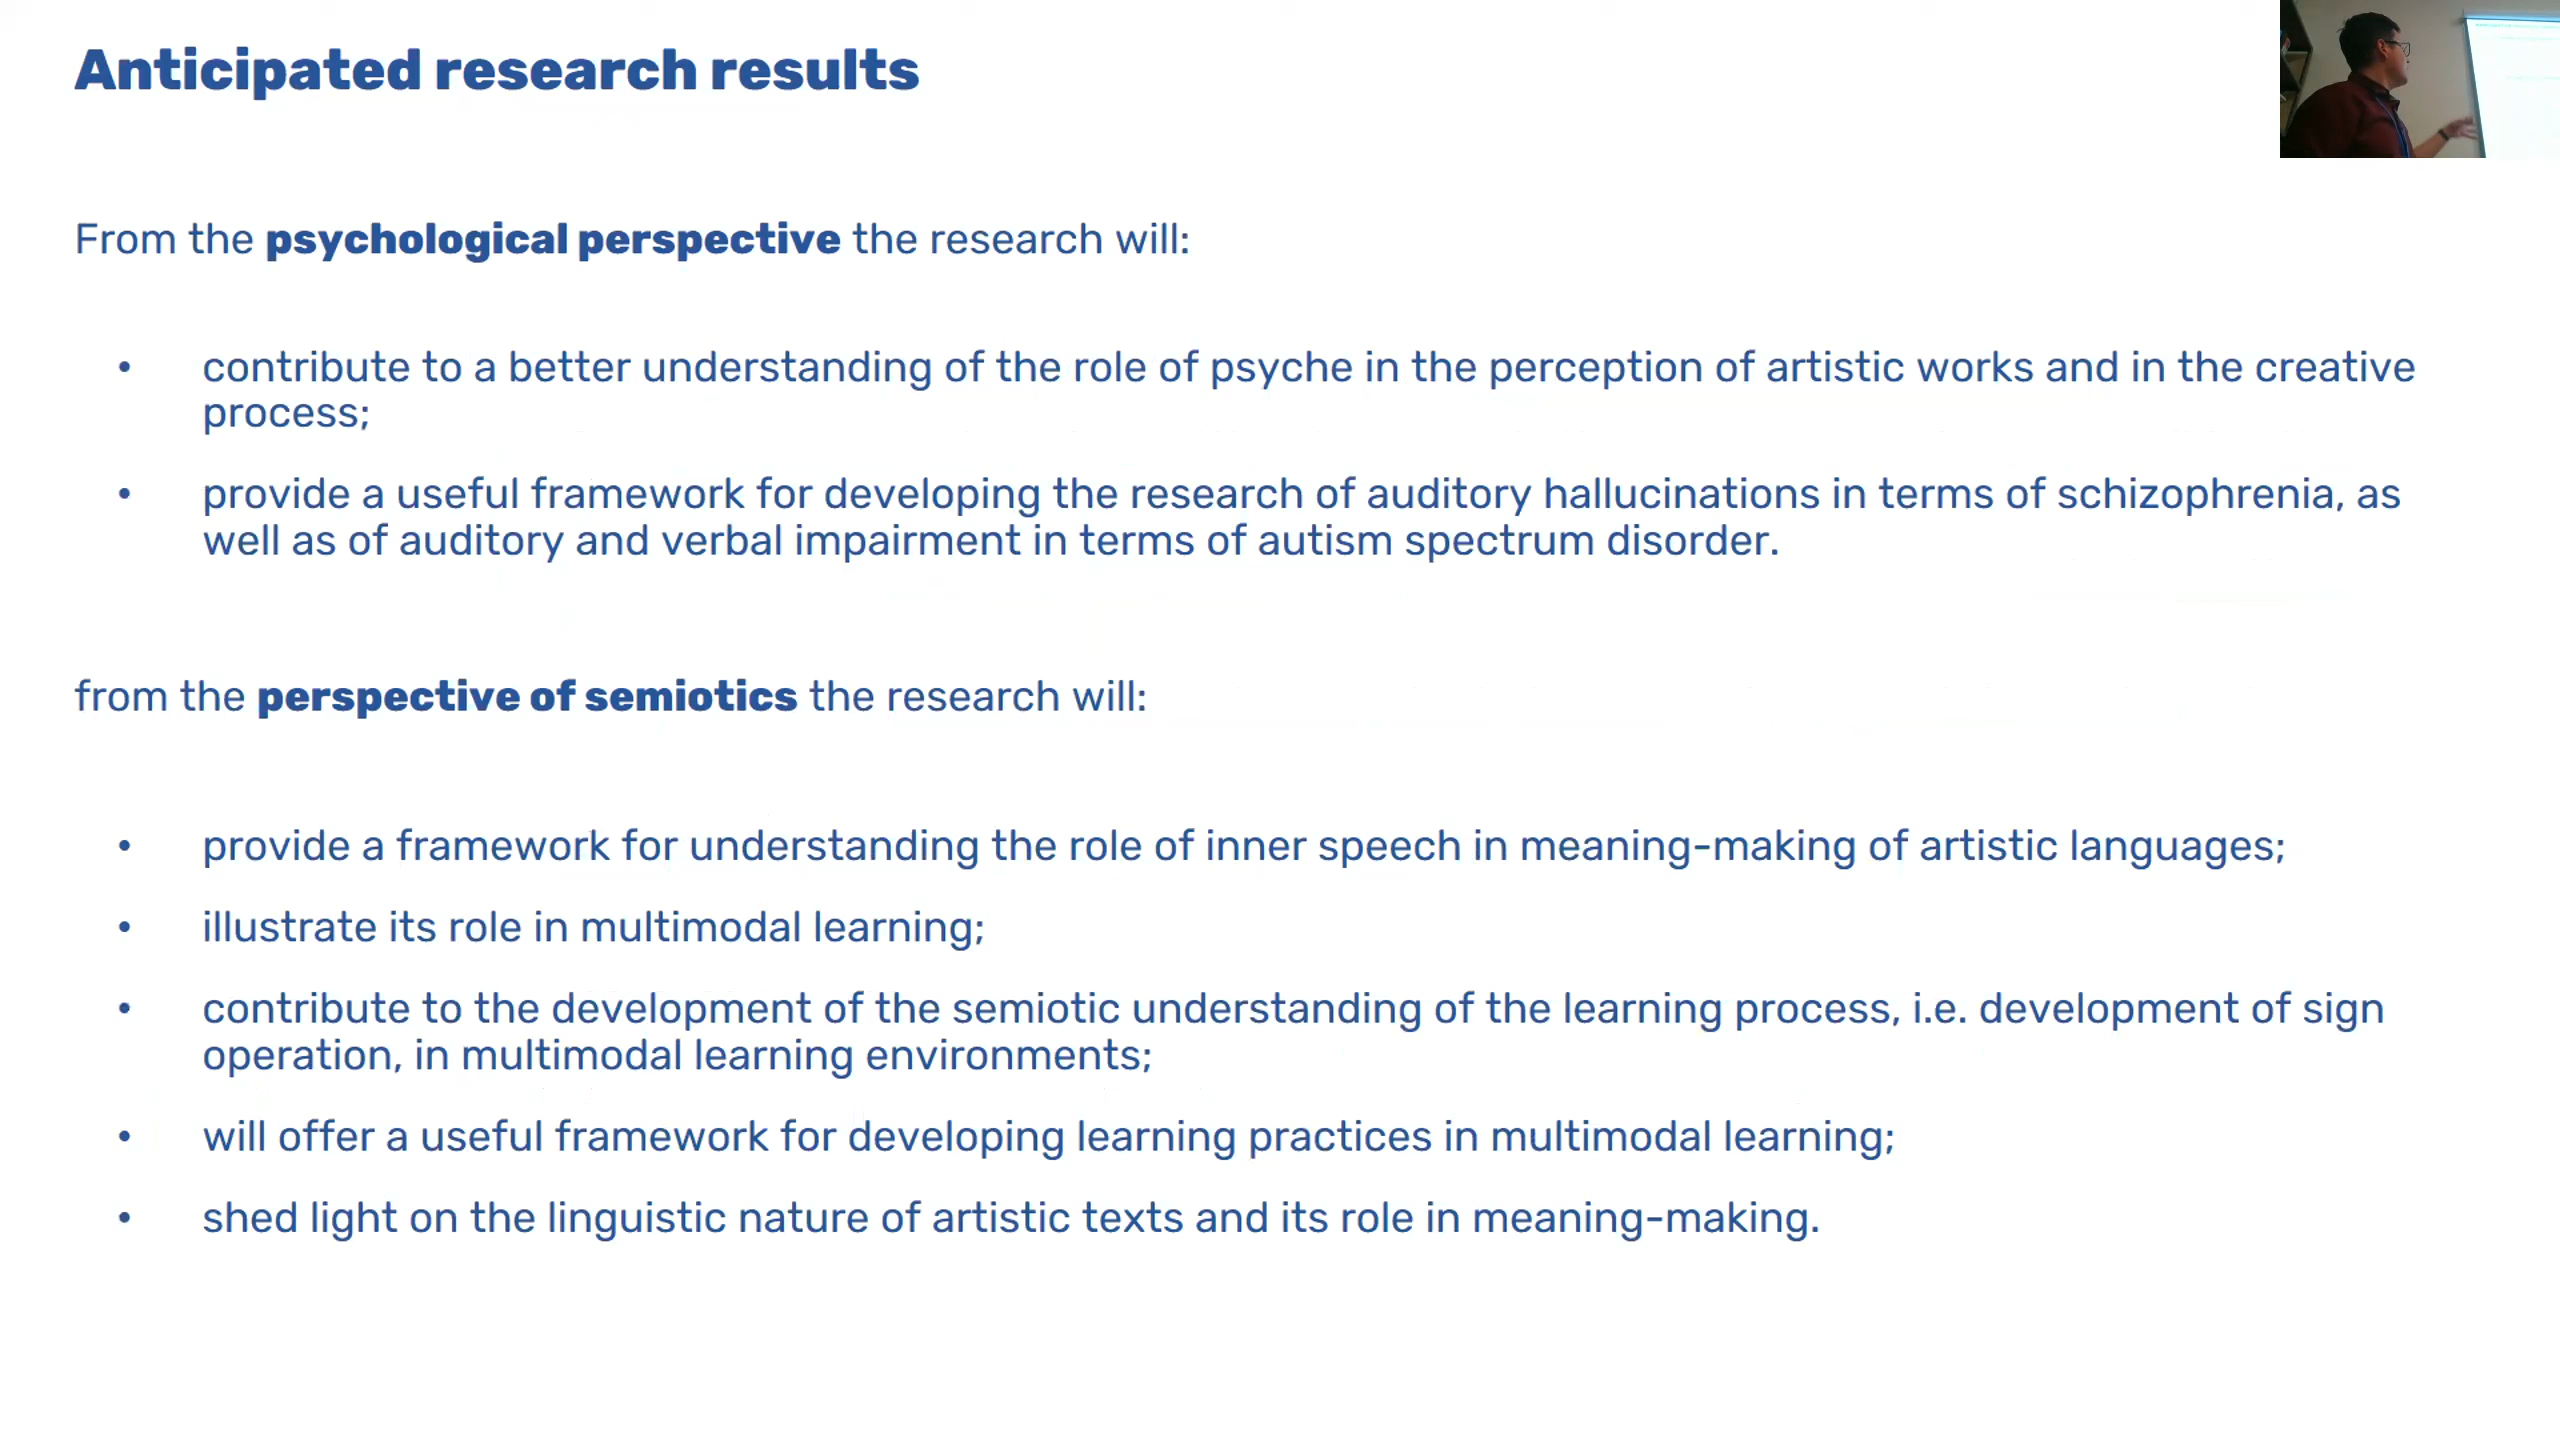 Anticipated research results
From the psychological perspective the research will:
• contribute to a better understanding of the role of psyche in the perception of artistic works and in the creative
process;
• provide a useful framework for developing the research of auditory hallucinations in terms of schizophrenia, as
well as of auditory and verbal impairment in terms of autism spectrum disorder.
from the perspective of semiotics the research will:
• provide a framework for understanding the role of inner speech in meaning-making of artistic languages;
• illustrate its role in multimodal learning;
• contribute to the development of the semiotic understanding of the learning process, i.e. development of sign
operation, in multimodal learning environments;
• will offer a useful framework for developing learning practices in multimodal learning;
• shed light on the linguistic nature of artistic texts and its role in meaning-making.